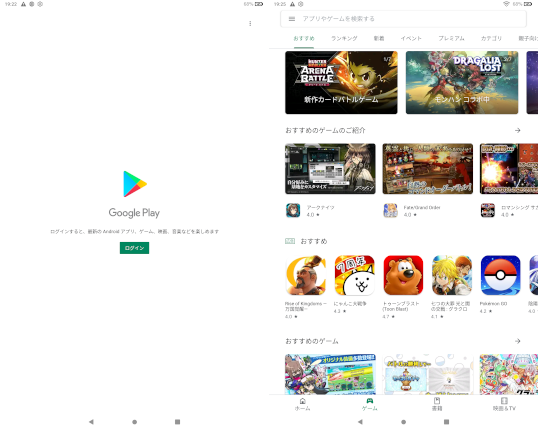 19:22
Google Play
ログインすると、最新の Android アプリ、ゲーム、映画、音楽などを楽しめます
ログイン
19:25
アプリやゲームを検索する
おすすめ ランキング 新着 イベント プレミアム カテゴリ 親子向け
HUNTER ARENA BATTLE
1/7
新作カードバトルゲーム
DRAGALIA LOST
モンハンコラボ中
おすすめのゲームのご紹介
アークナイツ
4.0 ★
Fate/Grand Order
4.0 ★
ロマンシング サガ
4.3 ★
おすすめ
7周年
Rise of Kingdoms ―万国覚醒―
4.0 ★
にゃんこ大戦争
4.3 ★
トゥーンブラスト (Toon Blast)
4.7 ★
七つの大罪 光と闇の交戦 : グラクロ
4.1 ★
Pokémon GO
4.2 ★
おすすめのゲーム
ホーム
ゲーム
書籍
映画＆TV